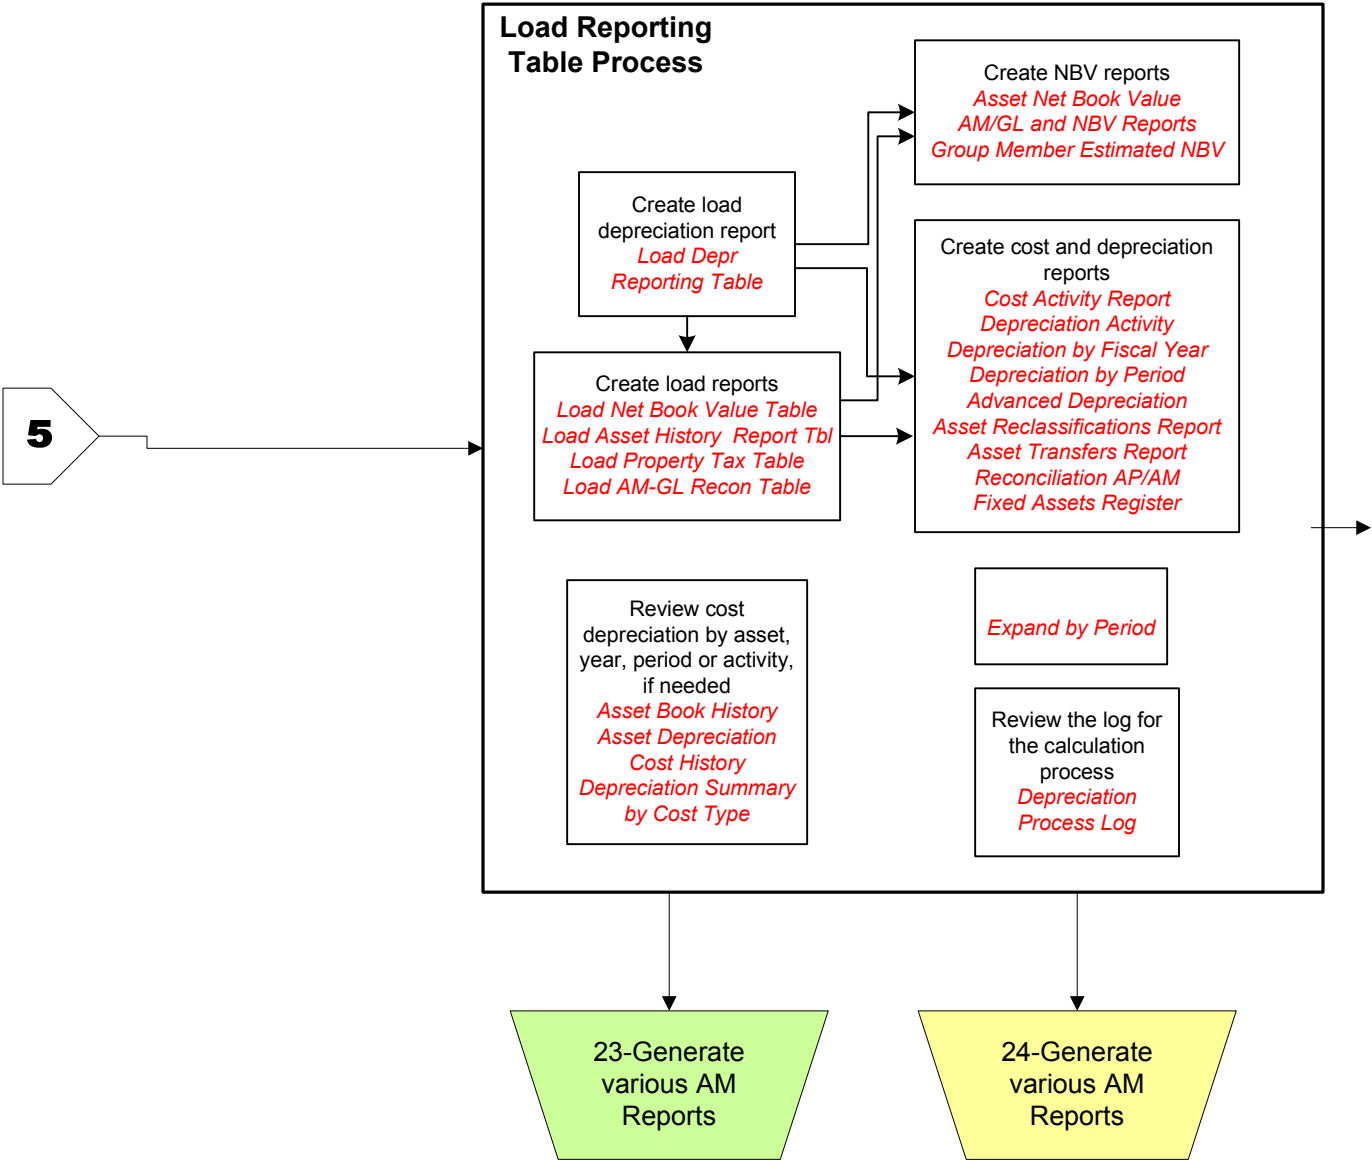 Load Reporting
Table Process
Create NBV reports
Asset Net Book Value
AM/GL and NBV Reports
Group Member Estimated NBV
Create load
depreciation report
Load Depr
Reporting Table
Create cost and depreciation
reports
Cost Activity Report
Depreciation Activity
Depreciation by Fiscal Year
Depreciation by Period
Advanced Depreciation
Asset Reclassifications Report
Asset Transfers Report
Reconciliation AP/AM
Fixed Assets Register
Create load reports
Load Net Book Value Table
Load Asset History Report Tbl
Load Property Tax Table
Load AM-GL Recon Table
5
Review cost
depreciation by asset,
year, period or activity,
if needed
Asset Book History
Asset Depreciation
Cost History
Depreciation Summary
by Cost Type
Expand by Period
Review the log for
the calculation
process
Depreciation
Process Log
23-Generate
various AM
Reports
24-Generate
various AM
Reports